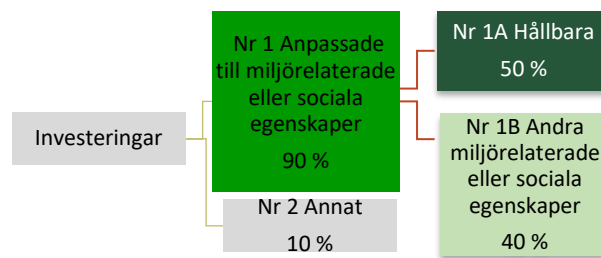 Investeringar
Nr 1 Anpassade
till miljörelaterade
eller sociala
egenskaper
90 %
Nr 2 Annat
10 %
Nr 1A Hållbara
50 %
Nr 1B Andra
miljörelaterade
eller sociala
egenskaper
40 %